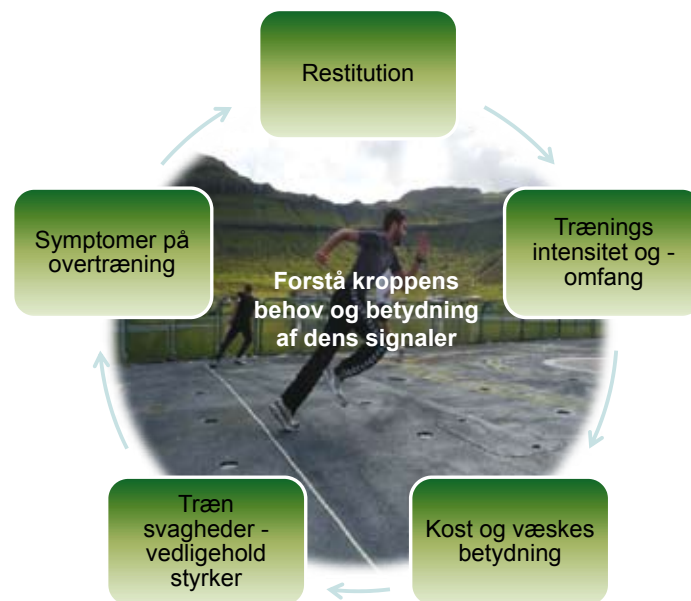 Restitution
Trænings
intensitet og -
omfang
Kost og væskes
betydning
Træn
svagheder -
vedligehold
styrker
Symptomer på
overtræning
Forstå kroppens
behov og betydning
af dens signaler